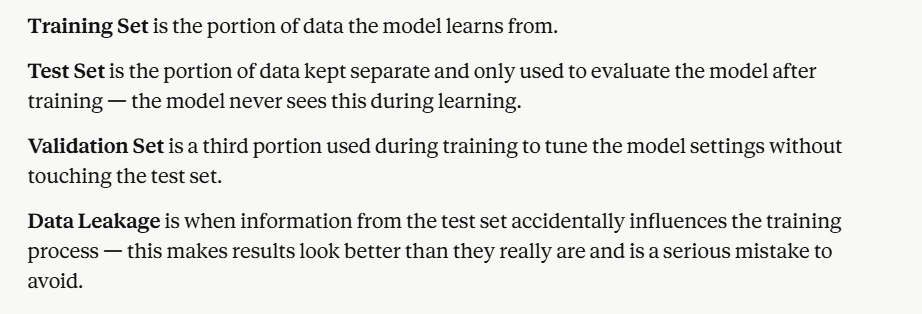 Training Set is the portion of data the model learns from.
Test Set is the portion of data kept separate and only used to evaluate the model after
training — the model never sees this during learning.
Validation Set is a third portion used during training to tune the model settings without
touching the test set.
Data Leakage is when information from the test set accidentally influences the training
process — this makes results look better than they really are and is a serious mistake to
avoid.